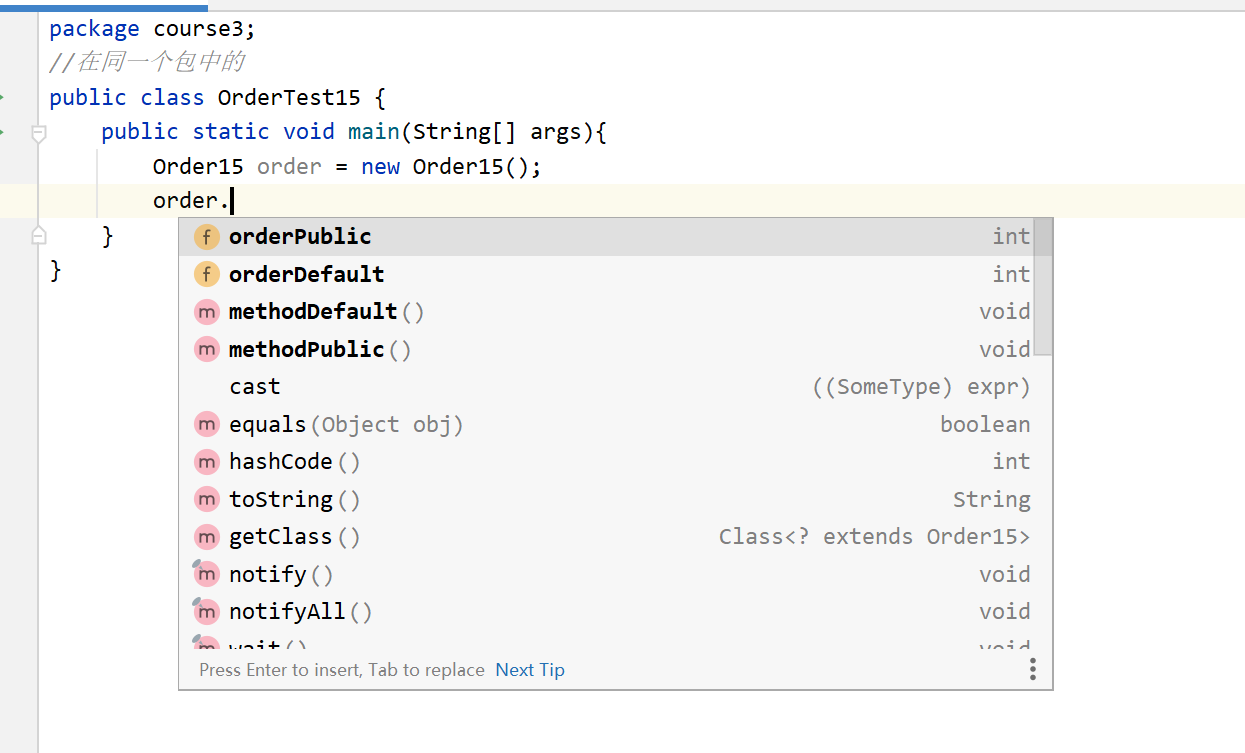 package course3;
//在同一个包中的
public class OrderTest15 {
public static void main(String[] args){
Order15 order = new Order15();
order.
}
}
orderPublic int
orderDefault int
methodDefault() void
methodPublic() void
cast ((SomeType) expr)
equals(Object obj) boolean
hashCode() int
toString() String
getClass() Class<? extends Order15>
notify() void
notifyAll() void
wait() void
Press Enter to insert, Tab to replace Next Tip